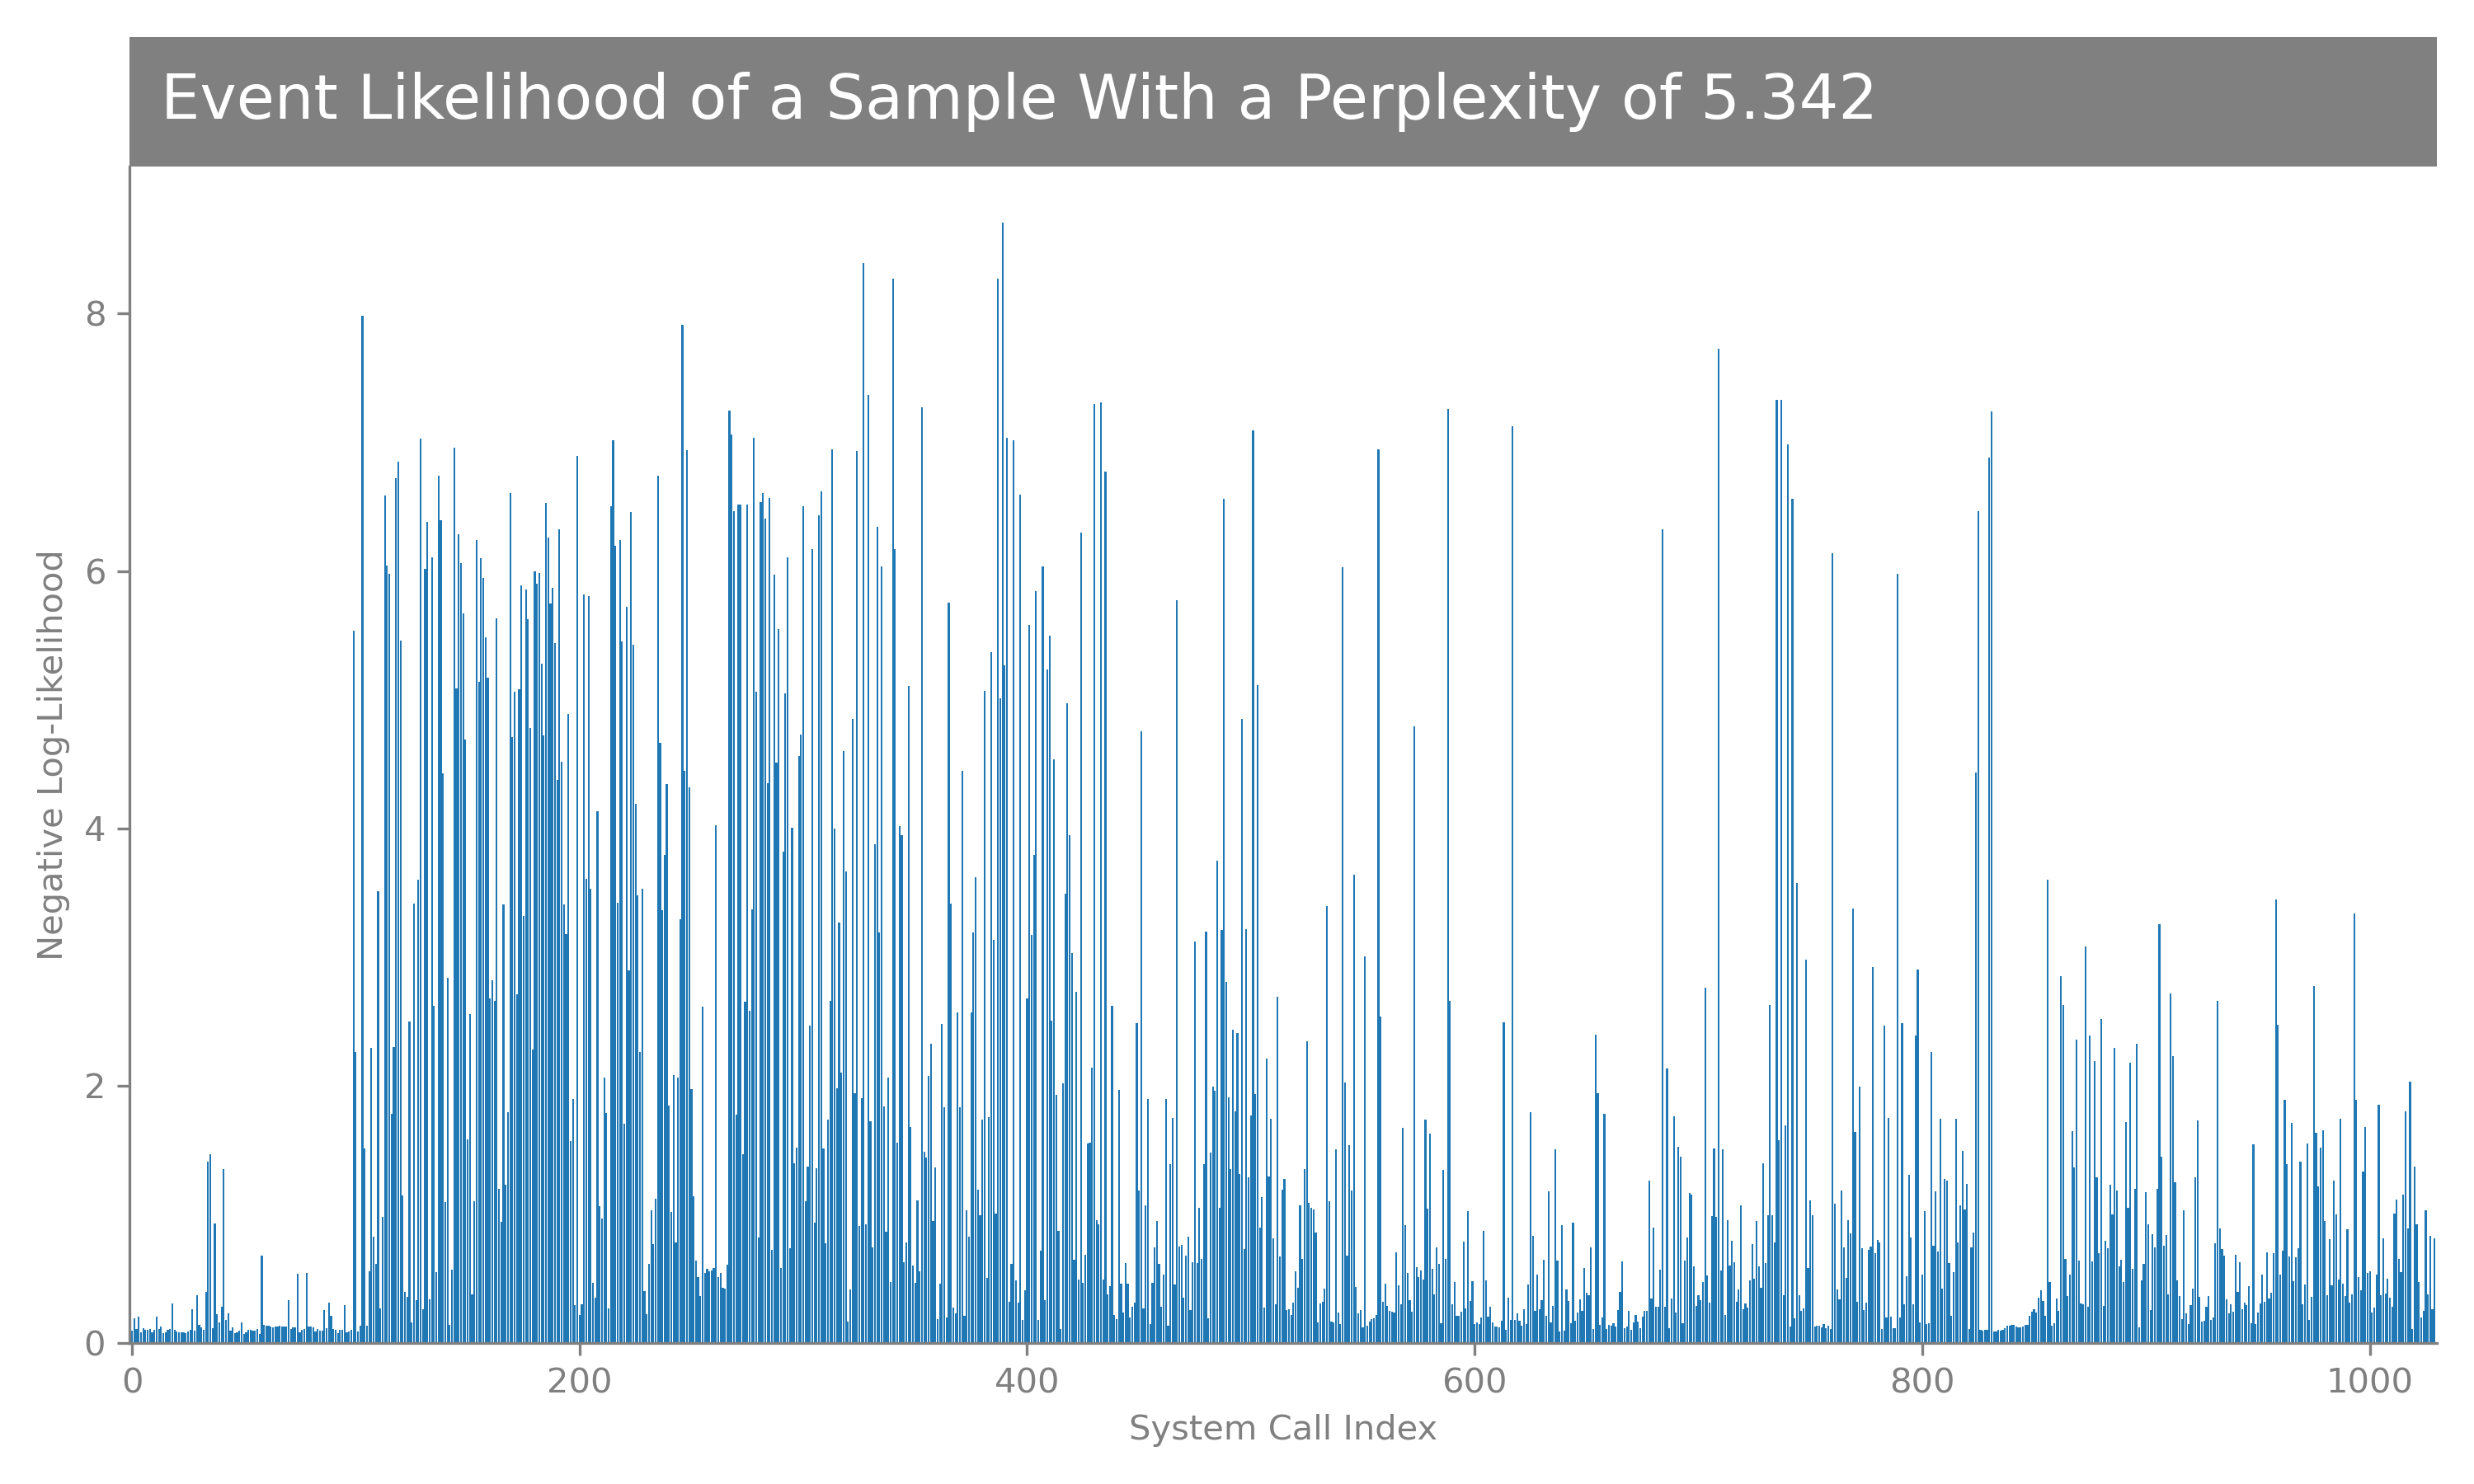 Event Likelihood of a Sample With a Perplexity of 5.342
8
6
4
2
0
Negative Log-Likelihood
0 200 400 600 800 1000
System Call Index